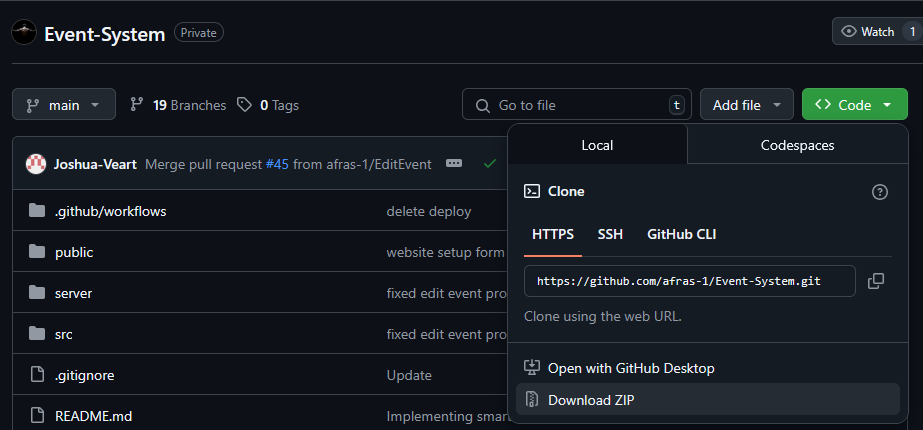 Event-System Private Watch 1
main 19 Branches 0 Tags Go to file t Add file Code
Local Codespaces
Joshua-Veart Merge pull request #45 from afras-1/EditEvent
Clone
.github/workflows delete deploy
HTTPS SSH GitHub CLI
public website setup form
https://github.com/afras-1/Event-System.git
server fixed edit event pro
Clone using the web URL.
src fixed edit event pro
Open with GitHub Desktop
.gitignore Update
Download ZIP
README.md Implementing smar